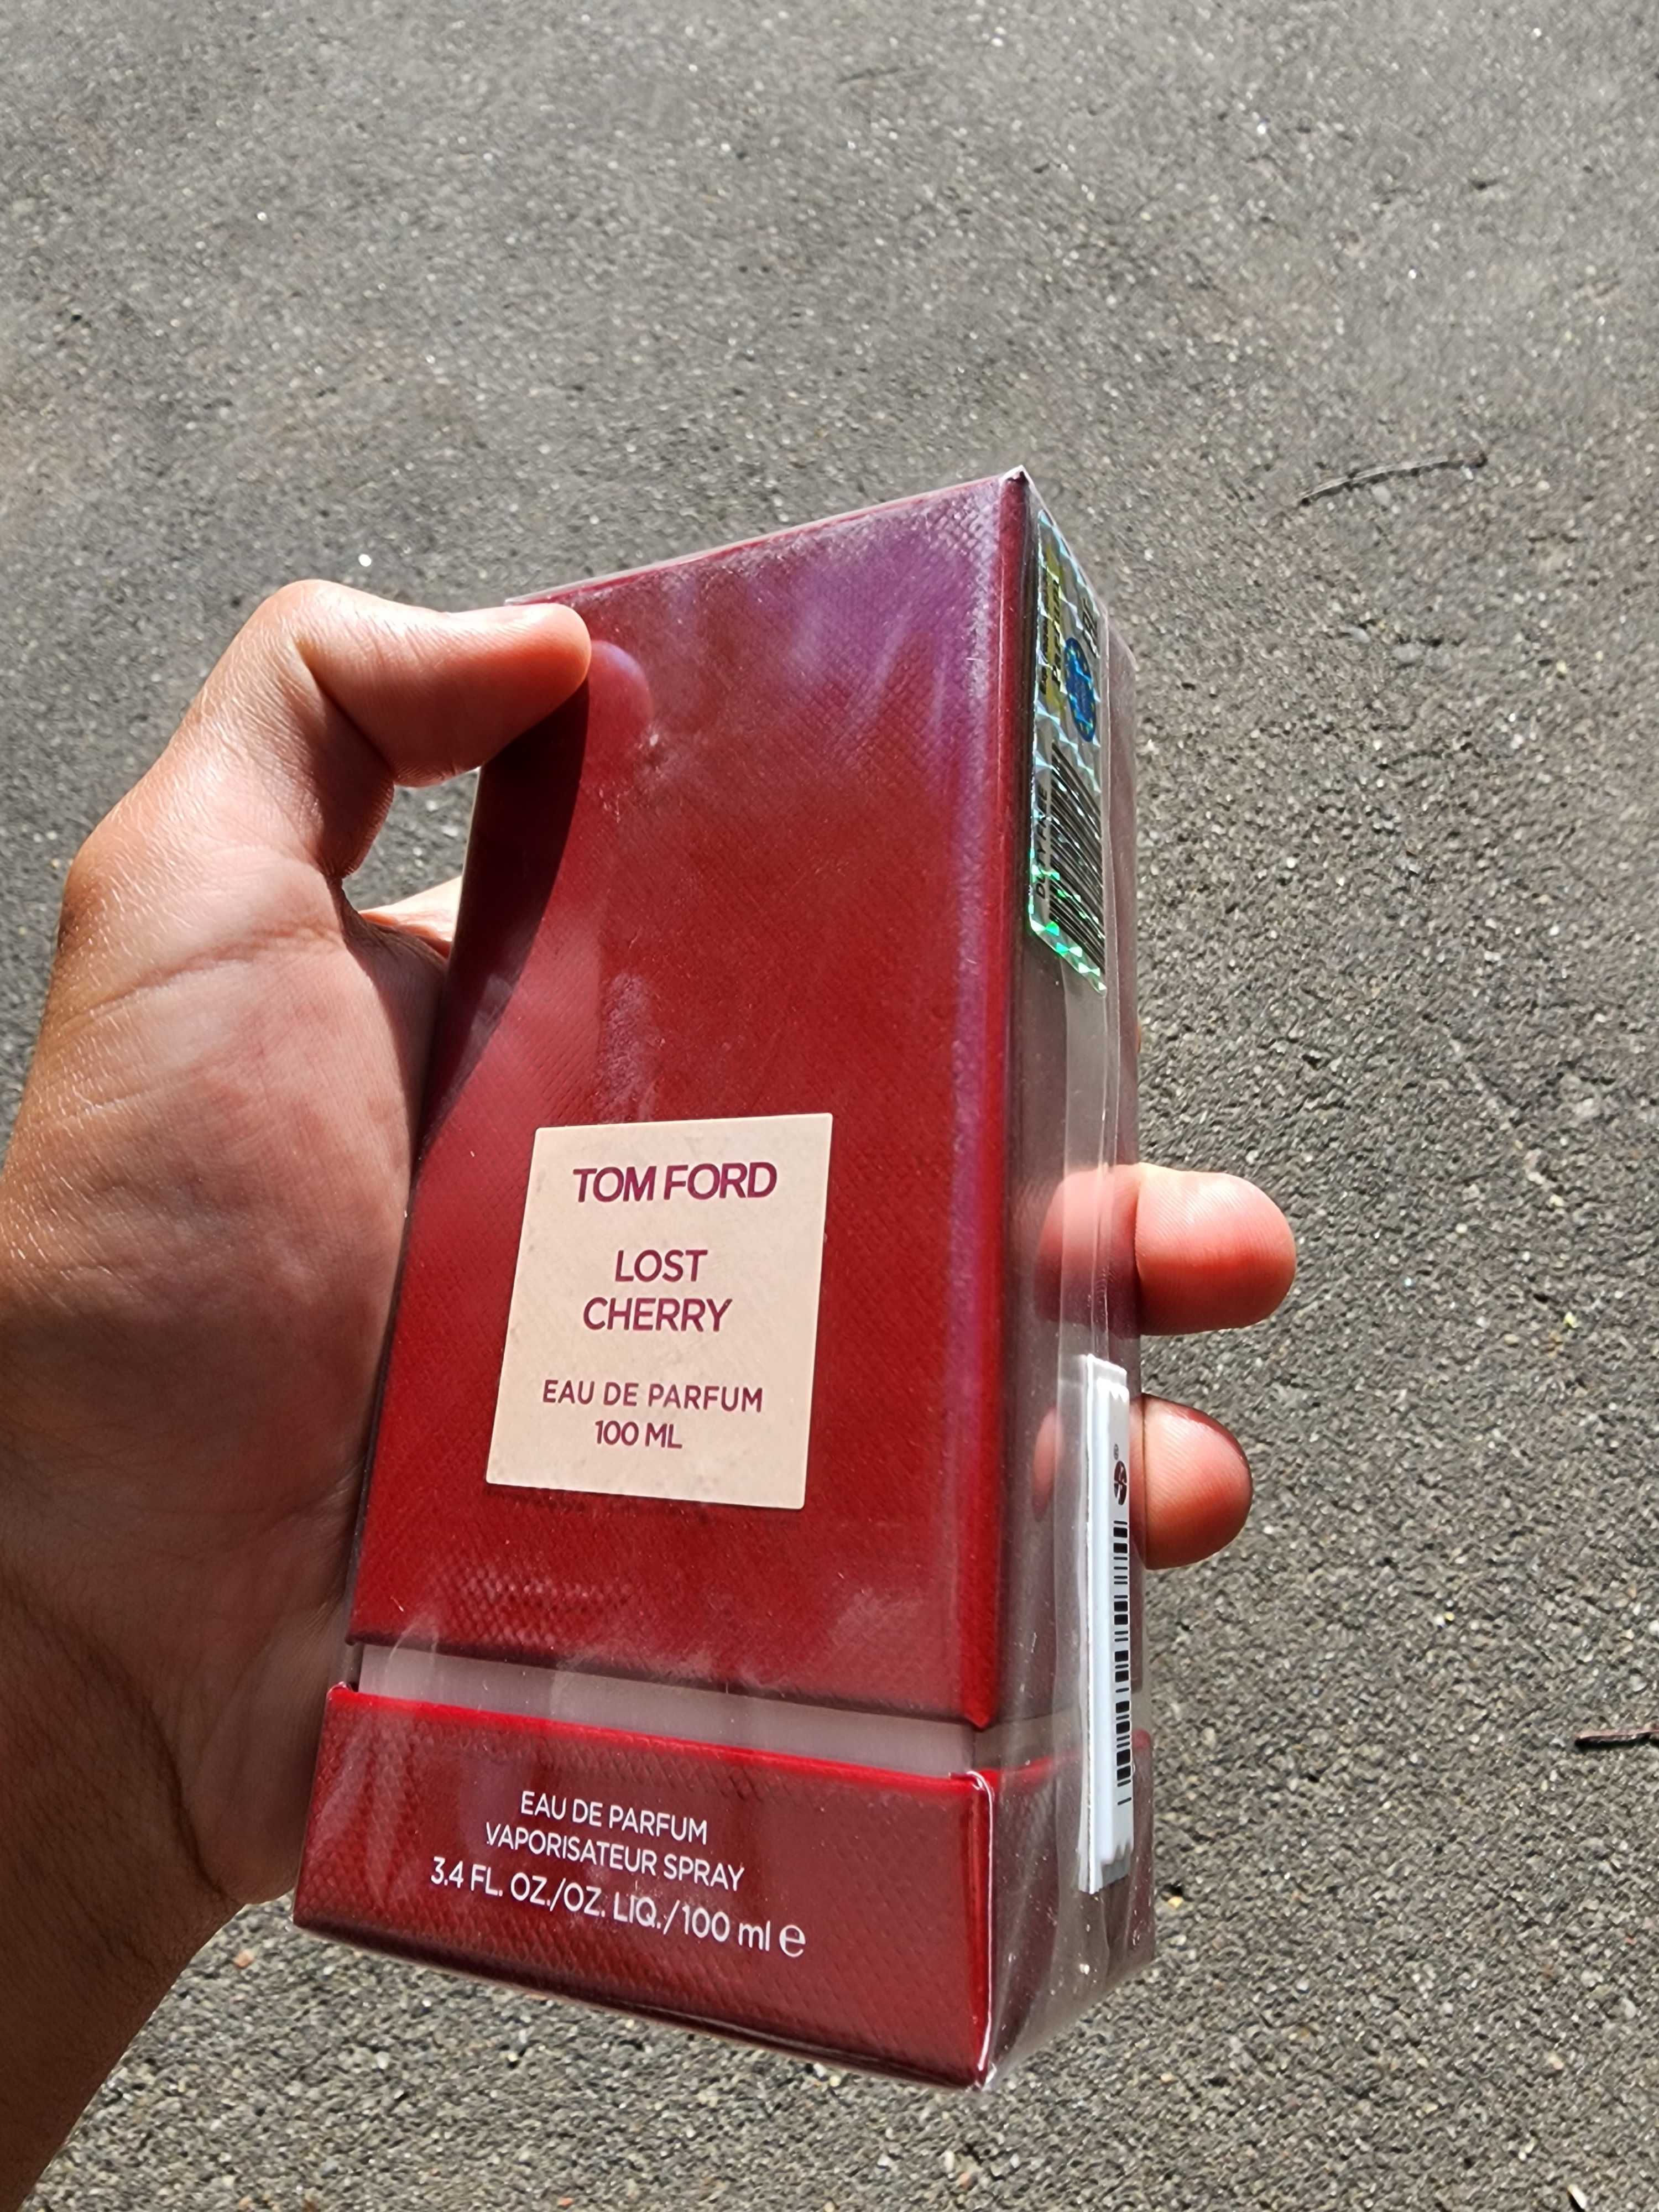 TOM FORD
LOST
CHERRY
EAU DE PARFUM
100 ML
EAU DE PARFUM
VAPORISATEUR SPRAY
3.4 FL. OZ./OZ. LIQ./100 ml e